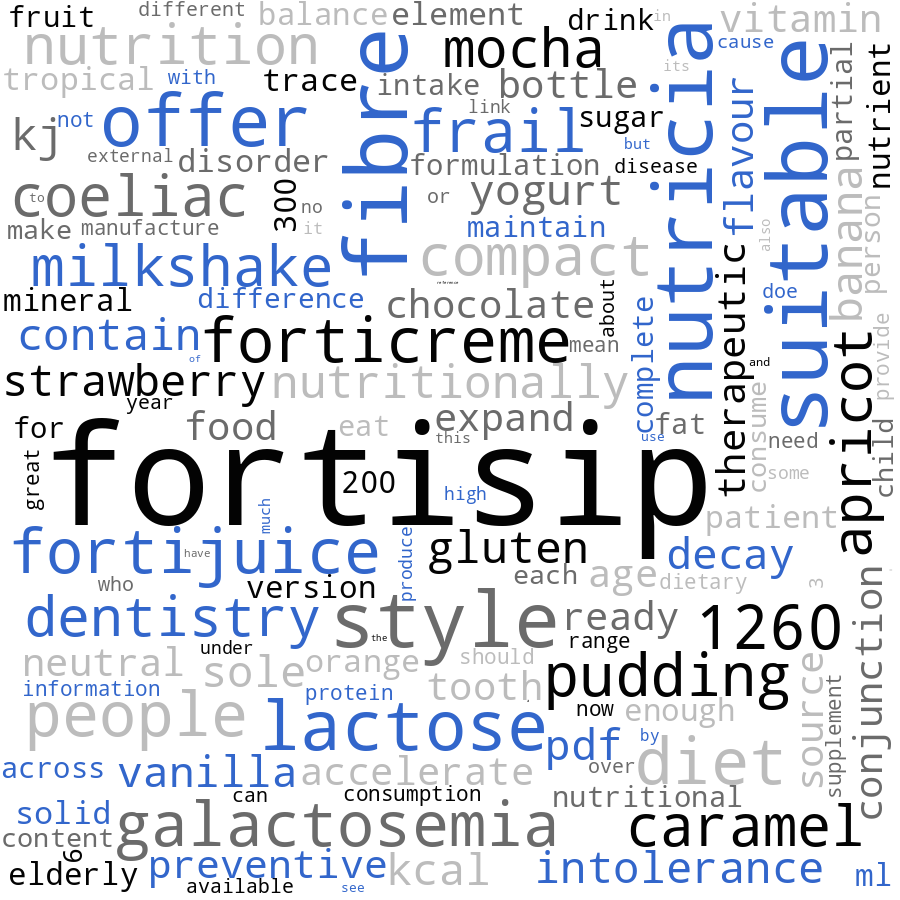 fruit different balance element drink in vitamin
nutrition mocha cause
tropical with trace intake bottle its
link
kj not offer fibre frail sugar nutricia flavour suitable partial nutrient
external disorder formulation but disease
coeliac to 300 no or yogurt banana person
make manufacture it maintain also
milkshake compact
reference
mineral difference chocolate about doe
contain of forticreme mean complete therapeutic and provide
strawberry nutritionally apricot
year
for food eat expand this fat use consume need child
great fortisip 200 high some
much patient
fortijuice have produce gluten decay
who version each age dietary 3
dentistry style the ready 1260
under range
neutral sole orange should pudding conjunction
information protein tooth source
people lactose now enough supplement
pdf by
across vanilla accelerate over diet
can consumption nutritional
solid galactosemia caramel
content
elderly 6 preventive kcal intolerance ml
available see